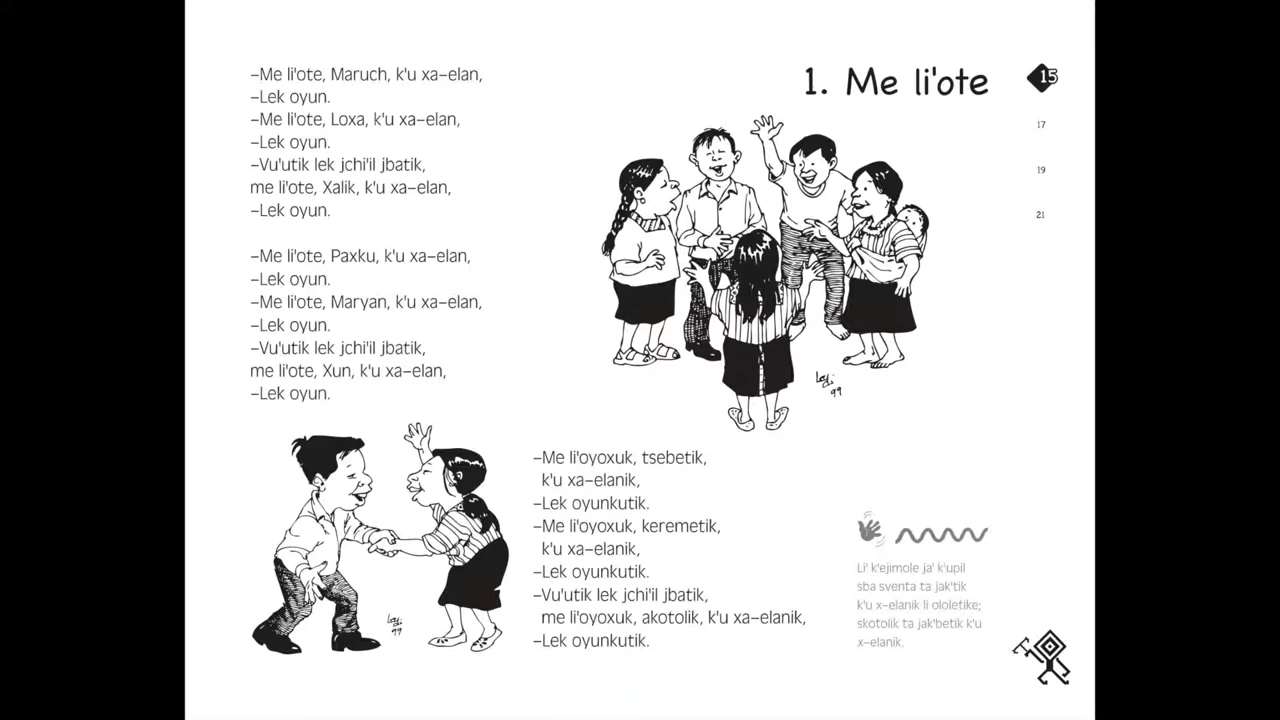 –Me li'ote, Maruch, k'u xa–elan,
–Lek oyun.
–Me li'ote, Loxa, k'u xa–elan,
–Lek oyun.
–Vu'utik lek jchi'il jbatik,
me li'ote, Xalik, k'u xa–elan,
–Lek oyun.
–Me li'ote, Paxku, k'u xa–elan,
–Lek oyun.
–Me li'ote, Maryan, k'u xa–elan,
–Lek oyun.
–Vu'utik lek jchi'il jbatik,
me li'ote, Xun, k'u xa–elan,
–Lek oyun.
1. Me li'ote
15
17
19
21
99
99
–Me li'oyoxuk, tsebetik,
k'u xa–elanik,
–Lek oyunkutik.
–Me li'oyoxuk, keremetik,
k'u xa–elanik,
–Lek oyunkutik.
–Vu'utik lek jchi'il jbatik,
me li'oyoxuk, akotolik, k'u xa–elanik,
–Lek oyunkutik.
Li' k'ejimole ja' k'upil
sba sventa ta jak'tik
k'u x–elanik li ololetike;
skotolik ta jak'betik k'u
x–elanik.